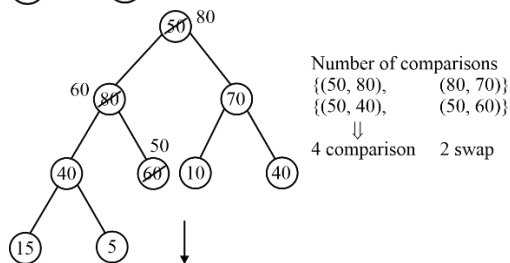 50 80
Number of comparisons
60 80 70 {(50, 80), (80, 70)}
{(50, 40), (50, 60)}
⇓
50
4 comparison 2 swap
40 60 10 40
15 5